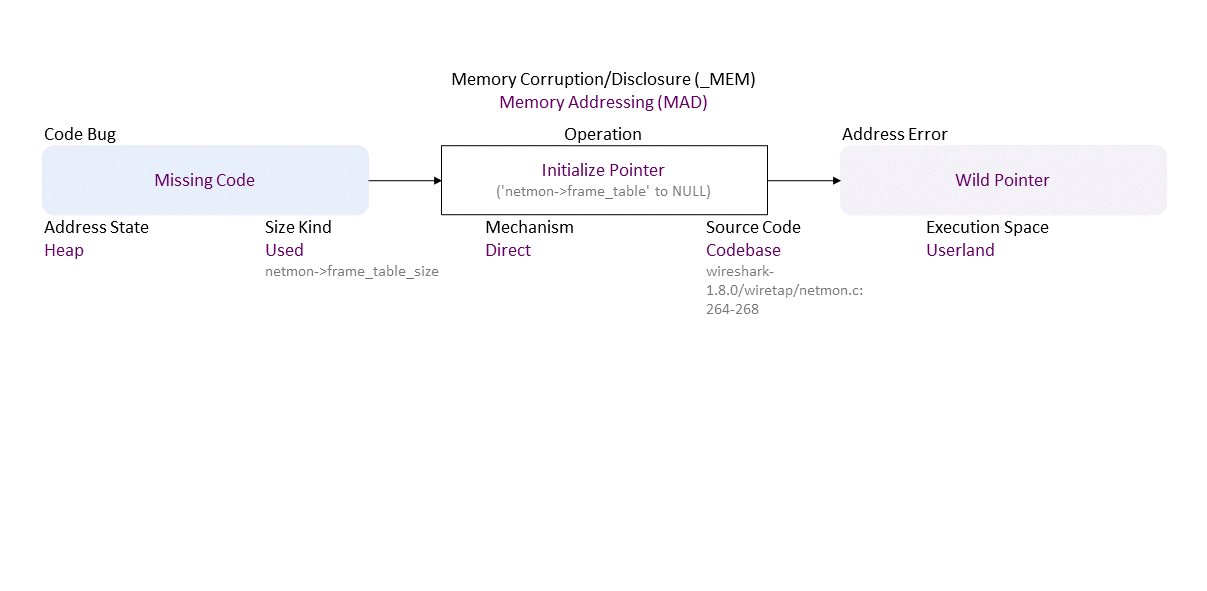 Memory Corruption/Disclosure (_MEM)
Memory Addressing (MAD)
Code Bug
Operation
Address Error
Missing Code
Initialize Pointer
('netmon->frame_table' to NULL)
Wild Pointer
Address State
Heap
Size Kind
Used
netmon->frame_table_size
Mechanism
Direct
Source Code
Codebase
wireshark-
1.8.0/wiretap/netmon.c:
264-268
Execution Space
Userland